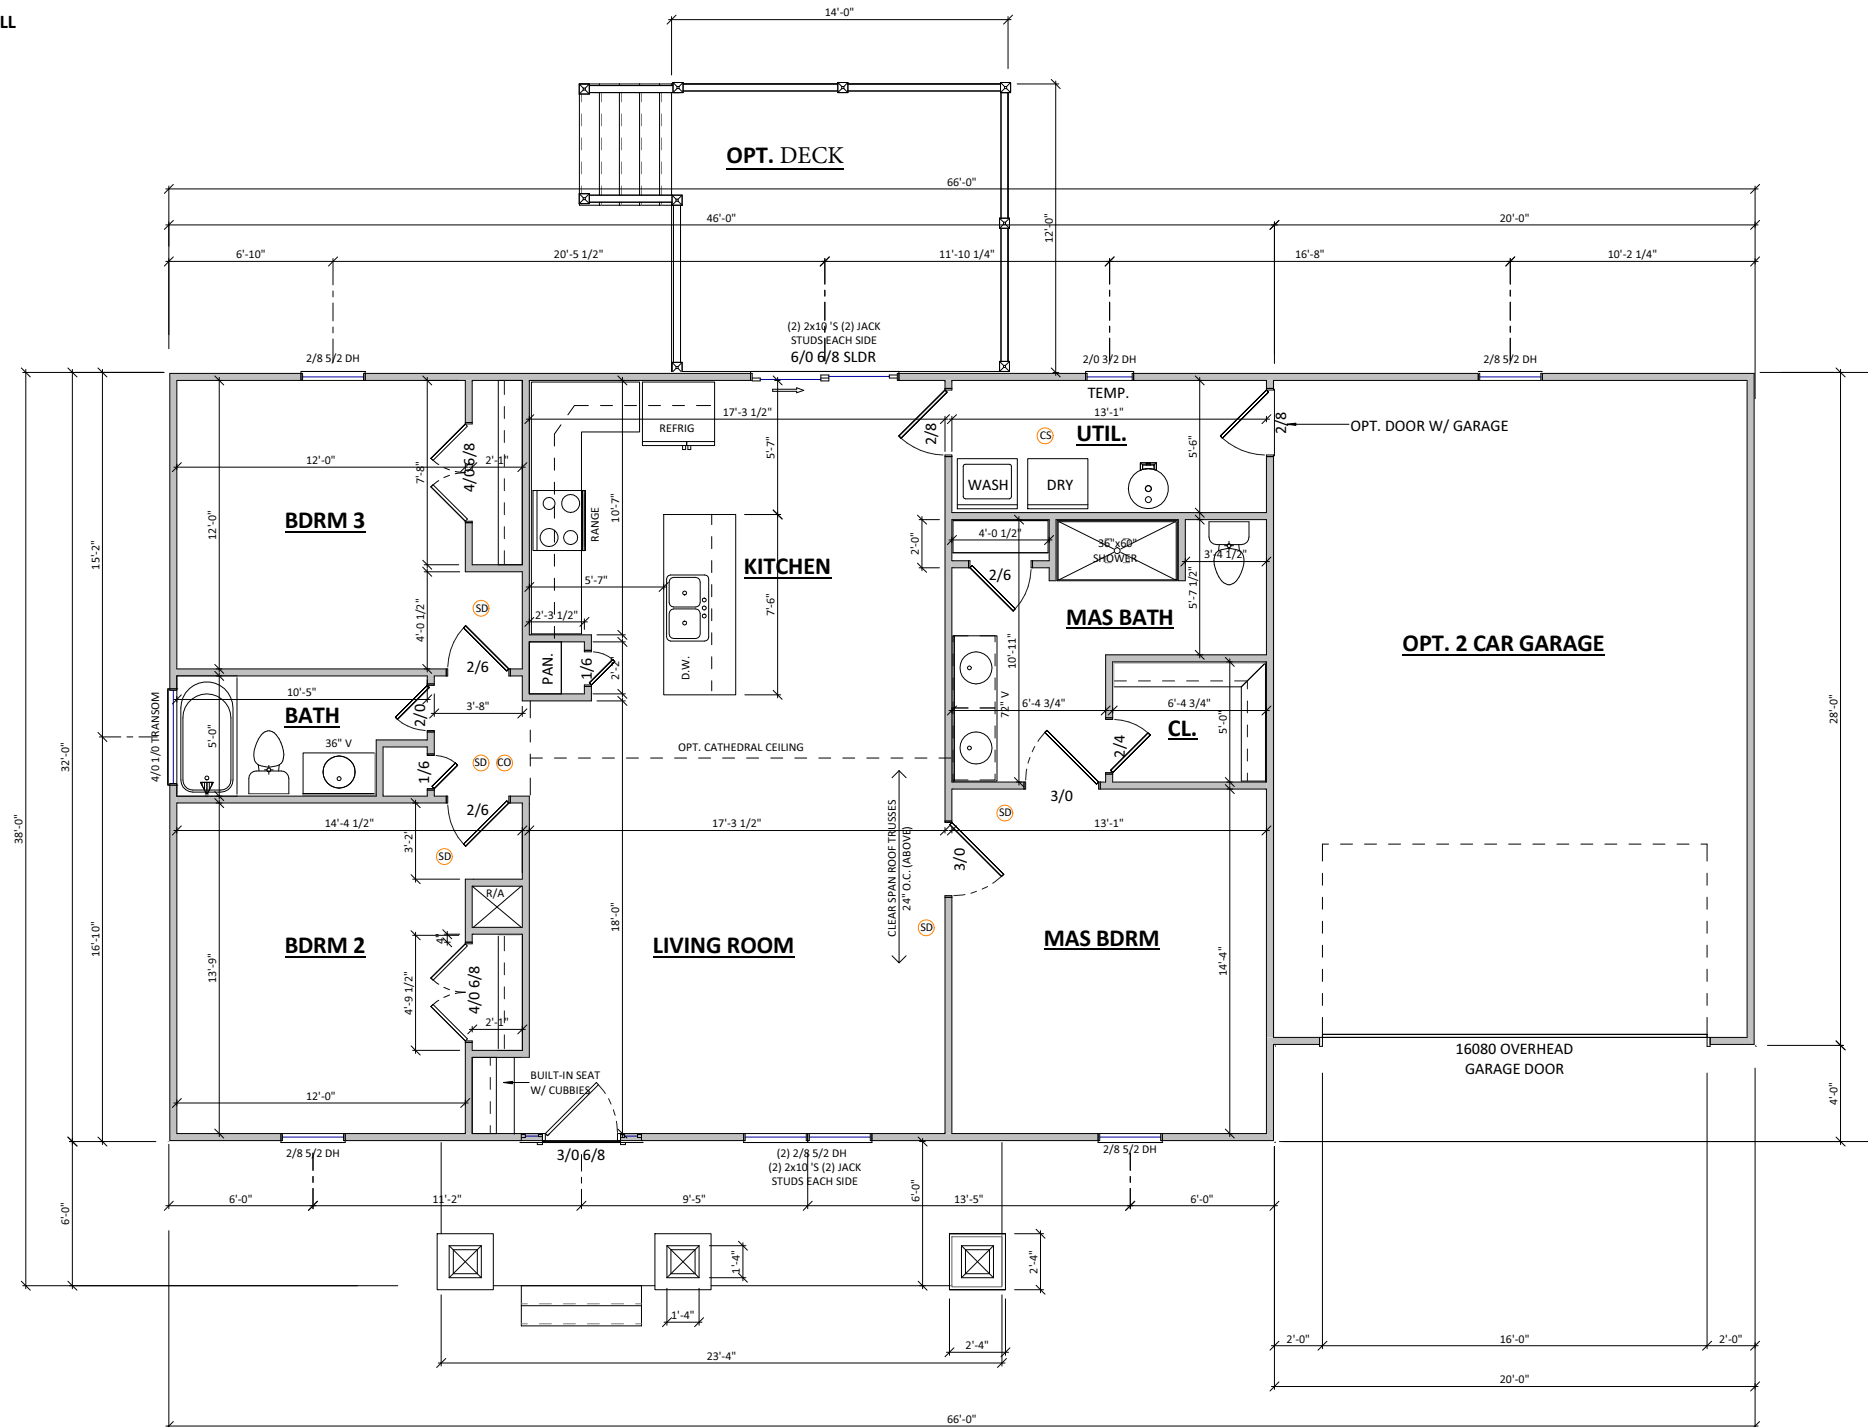 LL
14'-0"
OPT. DECK
66'-0"
46'-0"
20'-0"
12'-0"
6'-10"
20'-5 1/2"
11'-10 1/4"
16'-8"
10'-2 1/4"
(2) 2x10 'S (2) JACK
STUDS EACH SIDE
6/0 6/8 SLDR
2/8 5/2 DH
2/0 3/2 DH
2/8 5/2 DH
TEMP.
17'-3 1/2"
13'-1"
2/8
2/8
OPT. DOOR W/ GARAGE
REFRIG
CS
UTIL.
5'-7"
5'-6"
12'-0"
7'-8"
4/0 6/8
2'-1"
WASH
DRY
BDRM 3
12'-0"
RANGE
10'-7"
4'-0 1/2"
36"x60"
SHOWER
3'-4 1/2"
2'-0"
15'-2"
KITCHEN
5'-7"
7'-6"
2/6
5'-7 1/2"
SD
2'-3 1/2"
MAS BATH
4'-0 1/2"
OPT. 2 CAR GARAGE
10'-11"
2/6
PAN.
1/6
2'-2"
D.W.
10'-5"
3'-8"
4/0 1/0 TRANSOM
BATH
2/0
5'-0"
72" V
6'-4 3/4"
6'-4 3/4"
CL.
5'-0"
28'-0"
32'-0"
36" V
2/4
OPT. CATHEDRAL CEILING
SD
CO
1/6
3/0
2/6
SD
38'-0"
14'-4 1/2"
17'-3 1/2"
13'-1"
3'-2"
SD
3/0
CLEAR SPAN ROOF TRUSSES
24" O.C. (ABOVE)
R/A
18'-0"
SD
BDRM 2
LIVING ROOM
MAS BDRM
16'-10"
13'-9"
4"
4'-9 1/2"
4/0 6/8
2'-1"
14'-4"
16080 OVERHEAD
GARAGE DOOR
BUILT-IN SEAT
W/ CUBBIES
12'-0"
4'-0"
2/8 5/2 DH
3/0 6/8
(2) 2/8 5/2 DH
(2) 2x10 'S (2) JACK
STUDS EACH SIDE
2/8 5/2 DH
6'-0"
6'-0"
11'-2"
9'-5"
6'-0"
13'-5"
6'-0"
1'-4"
2'-4"
1'-4"
2'-4"
23'-4"
2'-0"
16'-0"
2'-0"
20'-0"
66'-0"